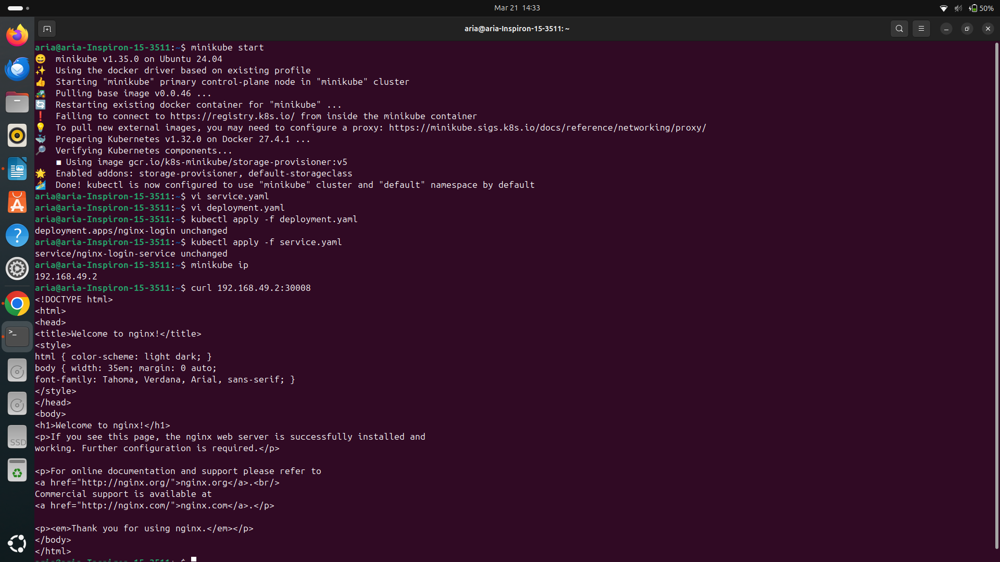 Mar 21 14:33
50%
aria@aria-Inspiron-15-3511: ~
aria@aria-Inspiron-15-3511:~$ minikube start
😄 minikube v1.35.0 on Ubuntu 24.04
✨ Using the docker driver based on existing profile
👍 Starting "minikube" primary control-plane node in "minikube" cluster
🚜 Pulling base image v0.0.46 ...
🔄 Restarting existing docker container for "minikube" ...
❗ Failing to connect to https://registry.k8s.io/ from inside the minikube container
💡 To pull new external images, you may need to configure a proxy: https://minikube.sigs.k8s.io/docs/reference/networking/proxy/
🐳 Preparing Kubernetes v1.32.0 on Docker 27.4.1 ...
🔎 Verifying Kubernetes components...
■ Using image gcr.io/k8s-minikube/storage-provisioner:v5
🌟 Enabled addons: storage-provisioner, default-storageclass
🏄 Done! kubectl is now configured to use "minikube" cluster and "default" namespace by default
aria@aria-Inspiron-15-3511:~$ vi service.yaml
aria@aria-Inspiron-15-3511:~$ vi deployment.yaml
aria@aria-Inspiron-15-3511:~$ kubectl apply -f deployment.yaml
deployment.apps/nginx-login unchanged
aria@aria-Inspiron-15-3511:~$ kubectl apply -f service.yaml
service/nginx-login-service unchanged
aria@aria-Inspiron-15-3511:~$ minikube ip
192.168.49.2
aria@aria-Inspiron-15-3511:~$ curl 192.168.49.2:30008
<!DOCTYPE html>
<html>
<head>
<title>Welcome to nginx!</title>
<style>
html { color-scheme: light dark; }
body { width: 35em; margin: 0 auto;
font-family: Tahoma, Verdana, Arial, sans-serif; }
</style>
</head>
<body>
<h1>Welcome to nginx!</h1>
<p>If you see this page, the nginx web server is successfully installed and
working. Further configuration is required.</p>
<p>For online documentation and support please refer to
<a href="http://nginx.org/">nginx.org</a>.<br/>
Commercial support is available at
<a href="http://nginx.com/">nginx.com</a>.</p>
<p><em>Thank you for using nginx.</em></p>
</body>
</html>
aria@aria-Inspiron-15-3511:~$
SSD